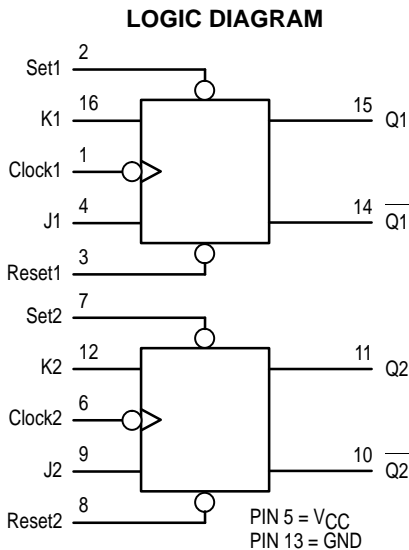 LOGIC DIAGRAM
Set1 2
K1 16
15 Q1
Clock1 1
J1 4
14 Q1
Reset1 3
Set2 7
K2 12
11 Q2
Clock2 6
J2 9
10 Q2
Reset2 8
PIN 5 = VCC
PIN 13 = GND